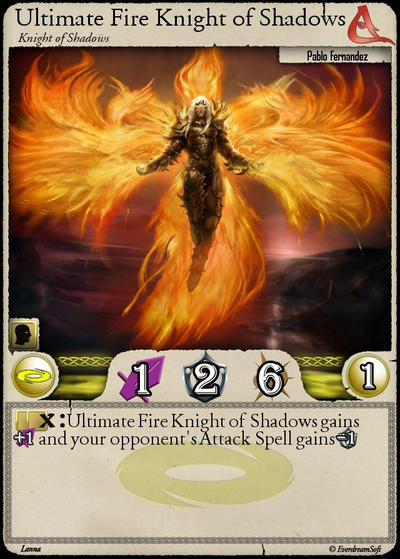 Ultimate Fire Knight of Shadows
Knight of Shadows
Pablo Fernandez
1 2 6 1
X : Ultimate Fire Knight of Shadows gains
+1 and your opponent's Attack Spell gains -1
Lanna © EverdreamSoft